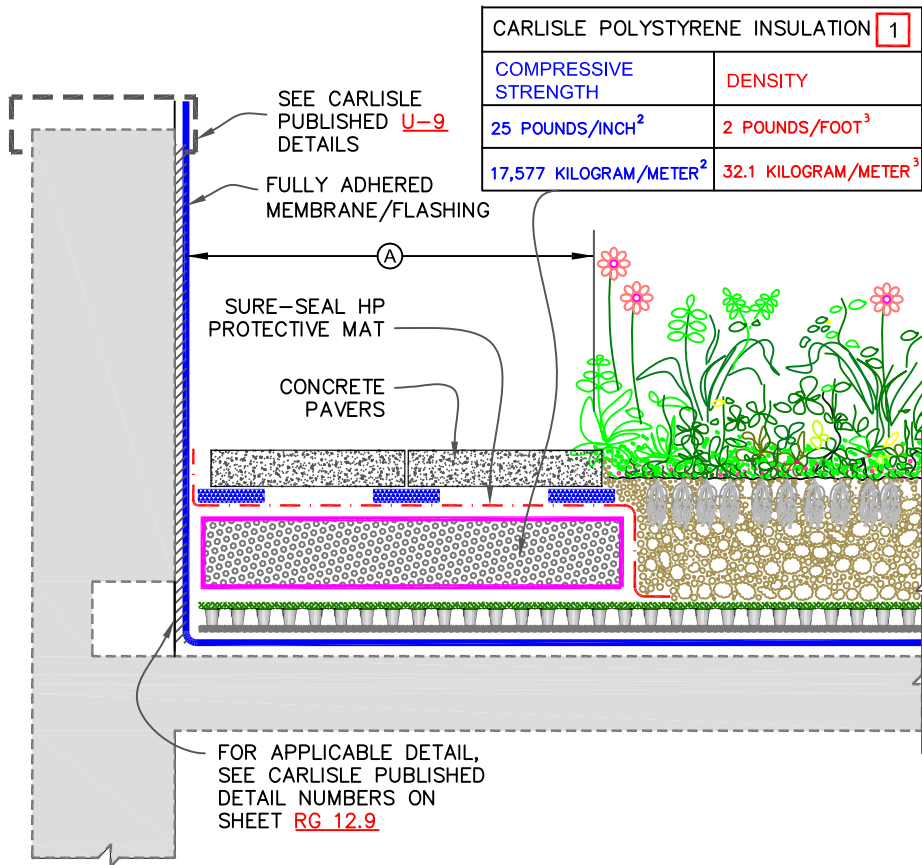 CARLISLE POLYSTYRENE INSULATION 1
COMPRESSIVE
STRENGTH
DENSITY
25 POUNDS/INCH²
2 POUNDS/FOOT³
17,577 KILOGRAM/METER²
32.1 KILOGRAM/METER³
SEE CARLISLE
PUBLISHED U-9
DETAILS
FULLY ADHERED
MEMBRANE/FLASHING
A
SURE-SEAL HP
PROTECTIVE MAT
CONCRETE
PAVERS
FOR APPLICABLE DETAIL,
SEE CARLISLE PUBLISHED
DETAIL NUMBERS ON
SHEET RG 12.9